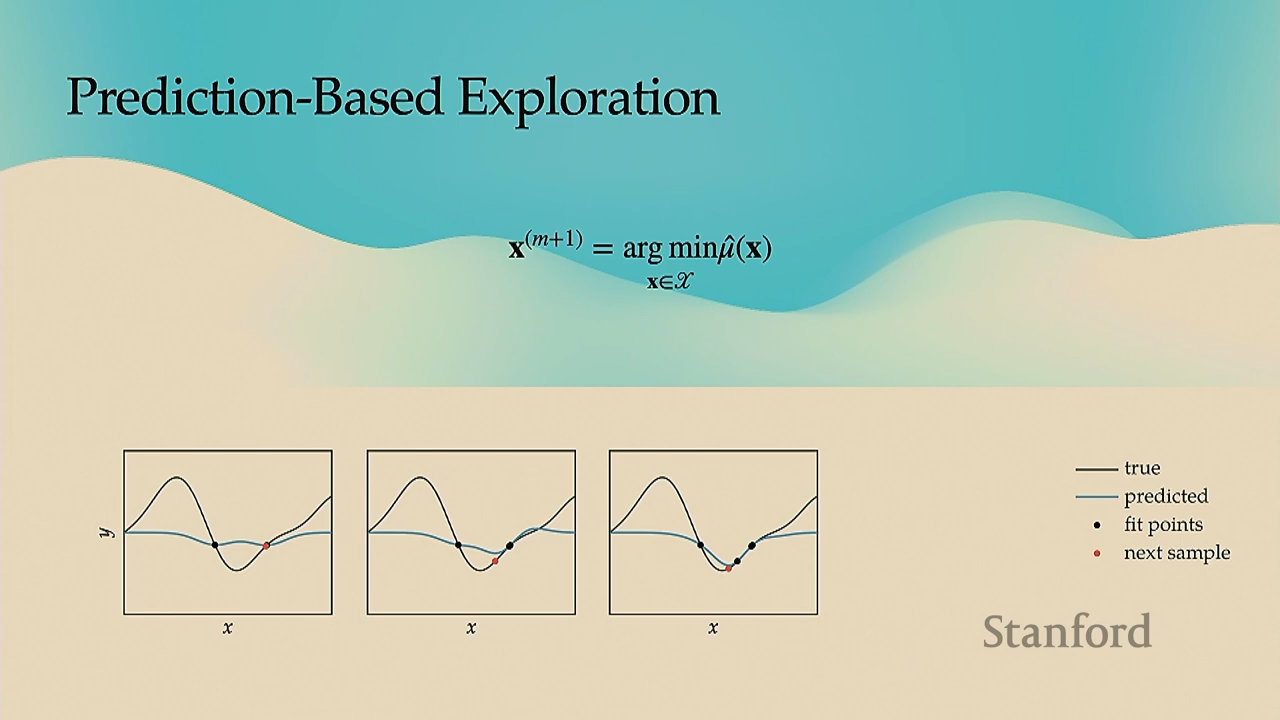 Prediction-Based Exploration
x^(m+1) = arg min μ̂(x)
x∈𝒳
y
x
x
x
true
predicted
fit points
next sample
Stanford